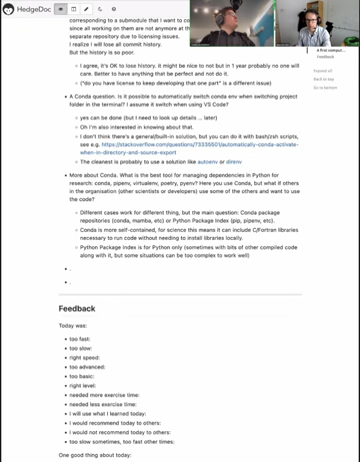 HedgeDoc
corresponding to a submodule that I want to co
since all working on them are not anymore at th
separate repository due to licensing issues.
I realize I will lose all commit history.
But the history is so poor.
I agree, it's OK to lose history. it might be nice to not but in 1 year probably no one will
care. Better to have anything that be perfect and not do it.
("do you have license to keep developing that one part" is a different issue)
A Conda question. Is it possible to automatically switch conda env when switching project
folder in the terminal? I assume it switch when using VS Code?
yes can be done (but I need to look up details ... later)
Oh I'm also interested in knowing about that.
I don't think there's a general/built-in solution, but you can do it with bash/zsh scripts,
see e.g. https://stackoverflow.com/questions/73335501/automatically-conda-activate-
when-in-directory-and-source-export
The cleanest is probably to use a solution like autoenv or direnv
More about Conda. What is the best tool for managing dependencies in Python for
research: conda, pipenv, virtualenv, poetry, pyenv? Here you use Conda, but what if others
in the organisation (other scientists or developers) use some of the others and want to use
the code?
Different cases work for different thing, but the main question: Conda package
repositories (conda, mamba, etc) or Python Package Index (pip, pipenv, etc).
Conda is more self-contained, for science this means it can include C/Fortran libraries
necessary to run code without needing to install libraries locally.
Python Package Index is for Python only (sometimes with bits of other compiled code
along with it, but some situations can be too complex to work well)
.
.
Feedback
Today was:
too fast:
too slow:
right speed:
too advanced:
too basic:
right level:
needed more exercise time:
needed less exercise time:
I will use what I learned today:
I would recommend today to others:
I would not recommend today to others:
too slow sometimes, too fast other times:
One good thing about today:
Feedback
Expand all
Back to top
Go to bottom